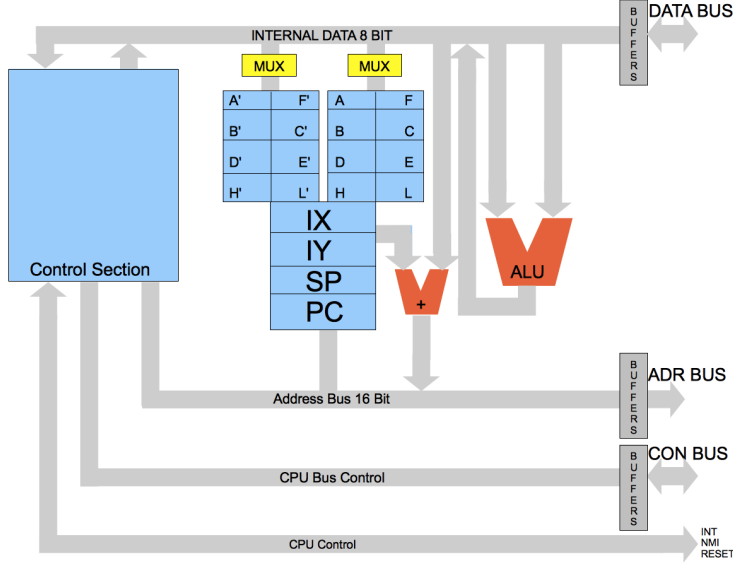 DATA BUS
BUFFERS
INTERNAL DATA 8 BIT
MUX MUX
A' F' A F
B' C' B C
D' E' D E
H' L' H L
IX
IY
SP
PC
Control Section
ALU
+
BUFFERS
ADR BUS
Address Bus 16 Bit
BUFFERS
CON BUS
CPU Bus Control
CPU Control
INT
NMI
RESET